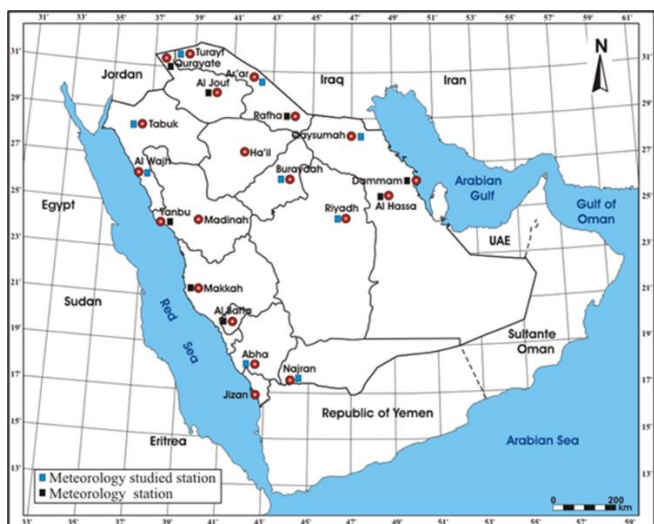 37' 39' 41' 43' 45' 47' 49' 51' 53' 55' 57' 59' 61'
N
31' 31'
Turayf
Qurayate
Jordan
Ar'ar
Iraq
Iran
Al Jouf
29' 29'
Rafha
Tabuk
Qaysumah
27' 27'
Ha'il
Al Wajh
Buraydah
Dammam
Arabian
Gulf
25' 25'
Al Hassa
Riyadh
Gulf of
Oman
Egypt
Yanbu
Madinah
23' 23'
UAE
Makkah
21' 21'
Sudan
Red
Sea
Al Baha
19' 19'
Sultante
Oman
Abha
Najran
17' 17'
Jizan
Republic of Yemen
15' 15'
Eritrea
Arabian Sea
13' 13'
Meteorology studied station
Meteorology station
0 200
km
33' 35' 37' 39' 41' 43' 45' 47' 49' 51' 53' 55' 57' 59' 61'